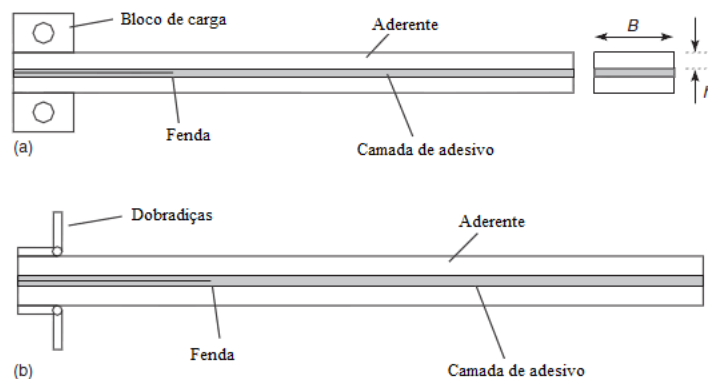 Bloco de carga
Aderente
B
h
Fenda
Camada de adesivo
(a)
Dobradiças
Aderente
Fenda
Camada de adesivo
(b)